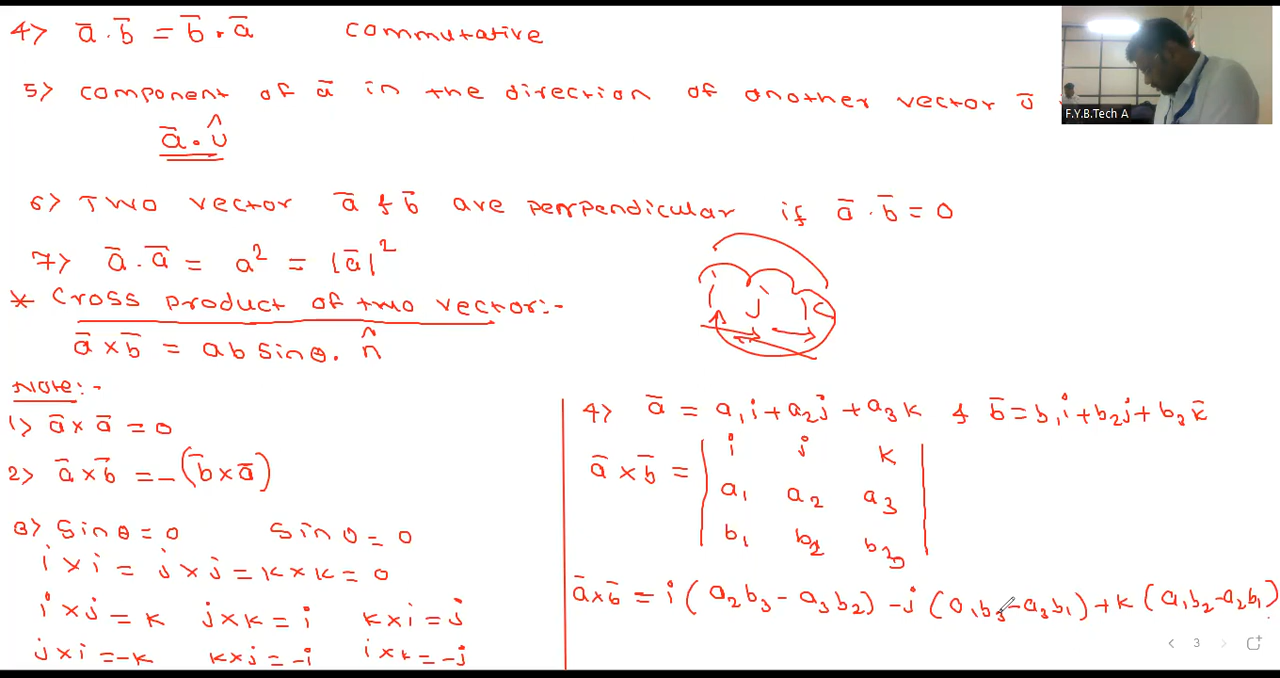 4> ā . b̄ = b̄ . ā commutative
5> component of ā in the direction of another vector ū
ā . û
6> Two vector ā & b̄ are perpendicular if ā . b̄ = 0
7> ā . ā = a² = |ā|²
* Cross product of two vector:-
ā × b̄ = ab sinθ . n̂
i j k
Note:-
1> ā × ā = 0
2> ā × b̄ = -(b̄ × ā)
3> Sinθ = 0 Sinθ = 0
i × i = j × j = k × k = 0
i × j = k j × k = i k × i = j
j × i = -k k × j = -i i × k = -j
4> ā = a₁i + a₂j + a₃k & b̄ = b₁i + b₂j + b₃k̄
ā × b̄ = | i j k |
| a₁ a₂ a₃ |
| b₁ b₂ b₃ |
ā × b̄ = i (a₂b₃ - a₃b₂) - j (a₁b₃ - a₃b₁) + k (a₁b₂ - a₂b₁)
F.Y.B.Tech A
< 3 >